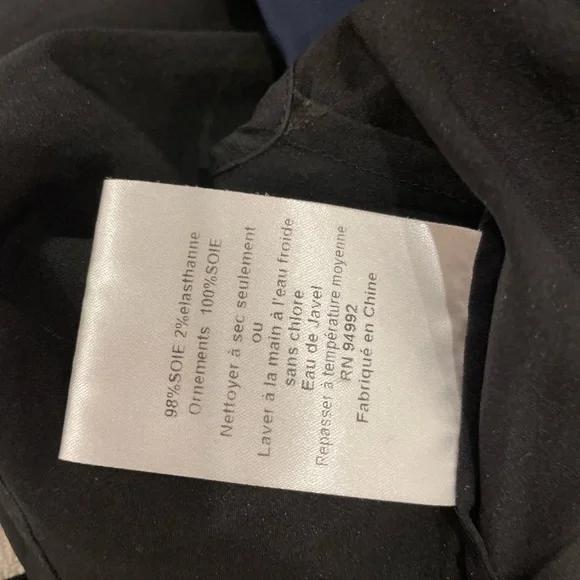 98%SOIE 2%elasthanne
Ornements 100%SOIE
Nettoyer à sec seulement
ou
Laver à la main à l'eau froide
sans chlore
Eau de Javel
Repasser à température moyenne
RN 94992
Fabriqué en Chine